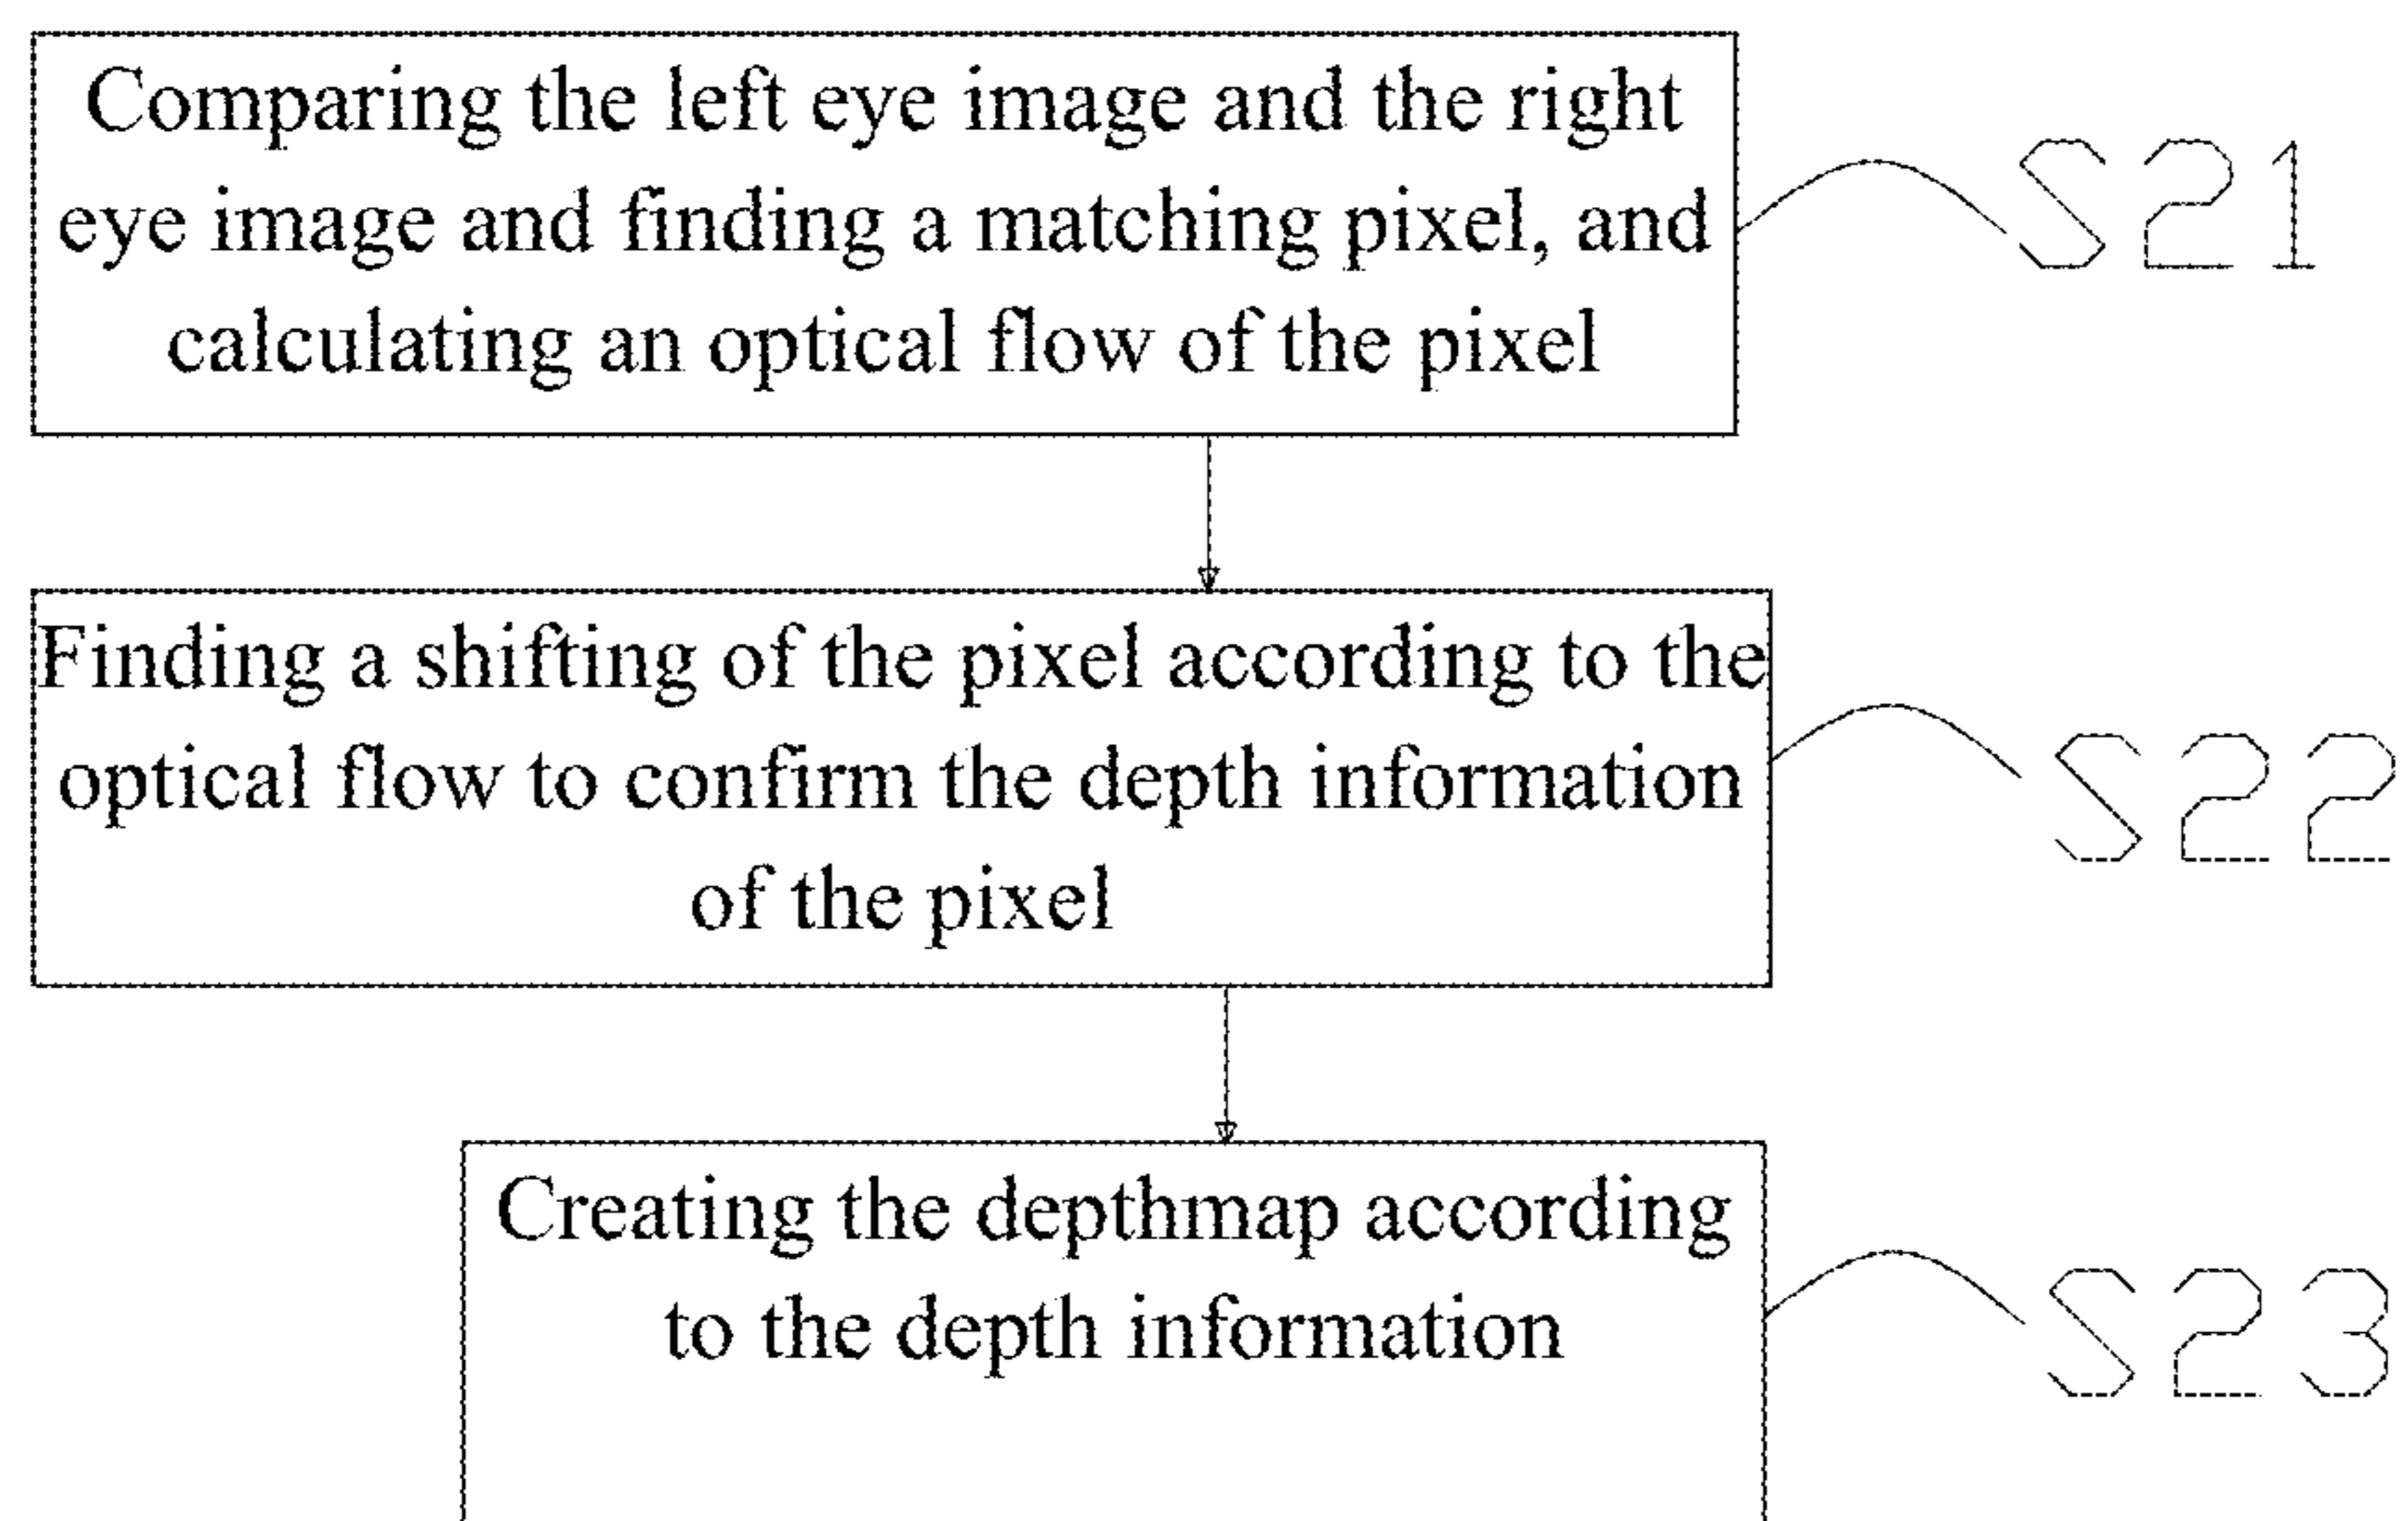 Comparing the left eye image and the right
eye image and finding a matching pixel, and
calculating an optical flow of the pixel
S21
Finding a shifting of the pixel according to the
optical flow to confirm the depth information
of the pixel
S22
Creating the depthmap according
to the depth information
S23